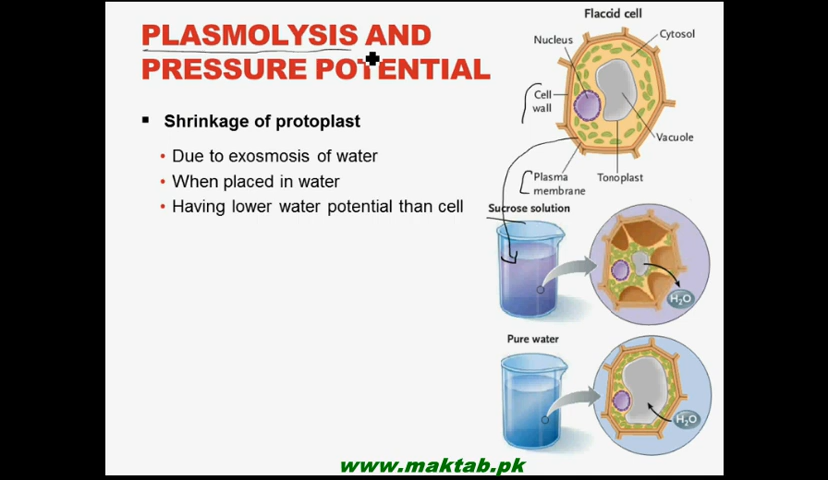 PLASMOLYSIS AND
PRESSURE POTENTIAL
▪ Shrinkage of protoplast
• Due to exosmosis of water
• When placed in water
• Having lower water potential than cell
Flaccid cell
Nucleus
Cytosol
Cell
wall
Vacuole
Plasma
membrane
Tonoplast
Sucrose solution
H₂O
Pure water
H₂O
www.maktab.pk